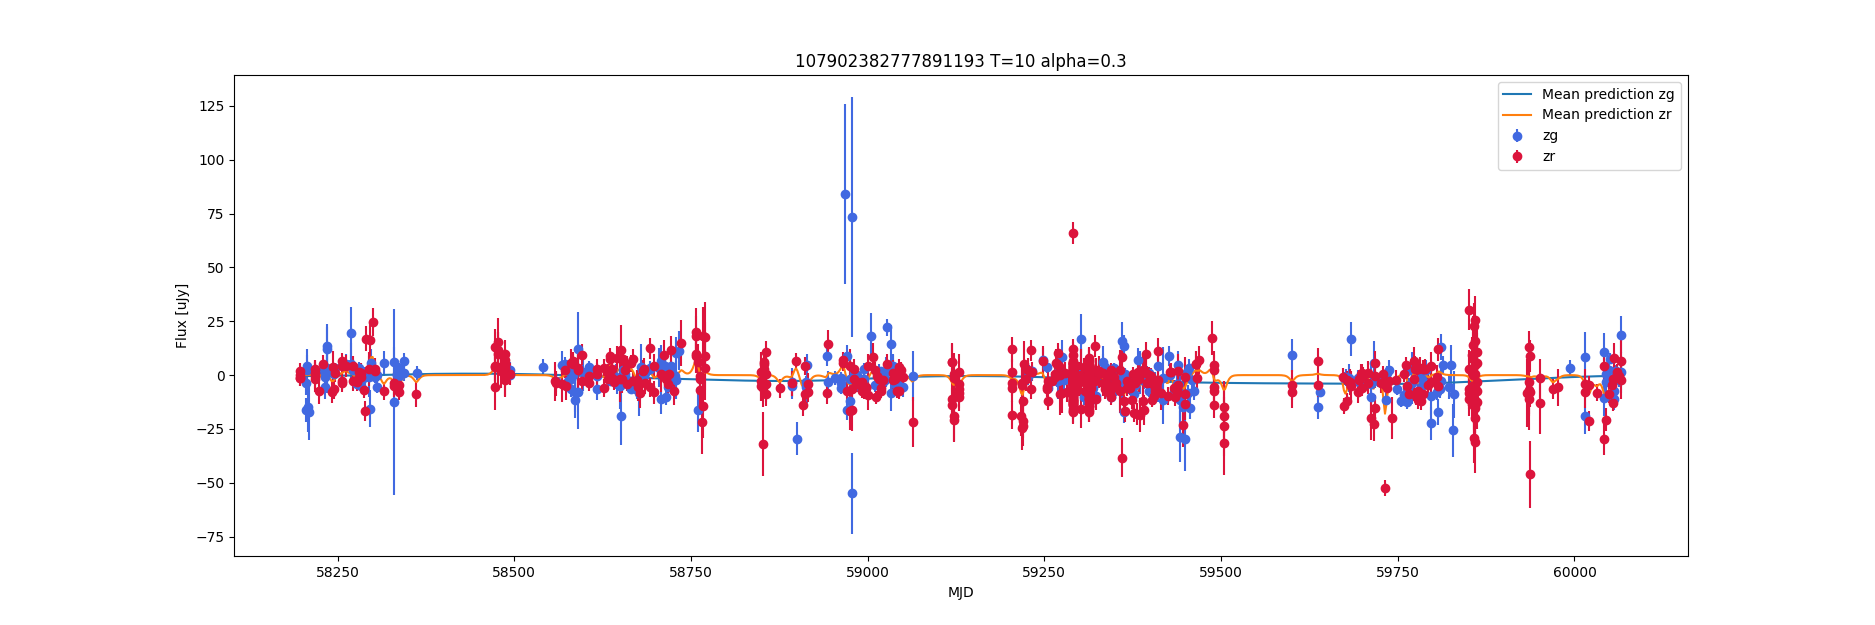 107902382777891193 T=10 alpha=0.3
Mean prediction zg
Mean prediction zr
zg
zr
Flux [uJy]
125
100
75
50
25
0
−25
−50
−75
58250
58500
58750
59000
59250
59500
59750
60000
MJD